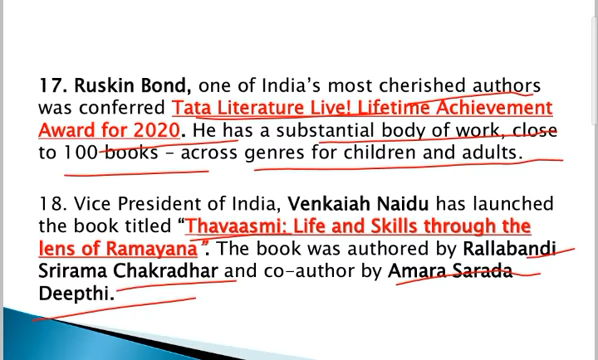 17. Ruskin Bond, one of India's most cherished authors
was conferred Tata Literature Live! Lifetime Achievement
Award for 2020. He has a substantial body of work, close
to 100 books – across genres for children and adults.
18. Vice President of India, Venkaiah Naidu has launched
the book titled “Thavaasmi: Life and Skills through the
lens of Ramayana”. The book was authored by Rallabandi
Srirama Chakradhar and co-author by Amara Sarada
Deepthi.